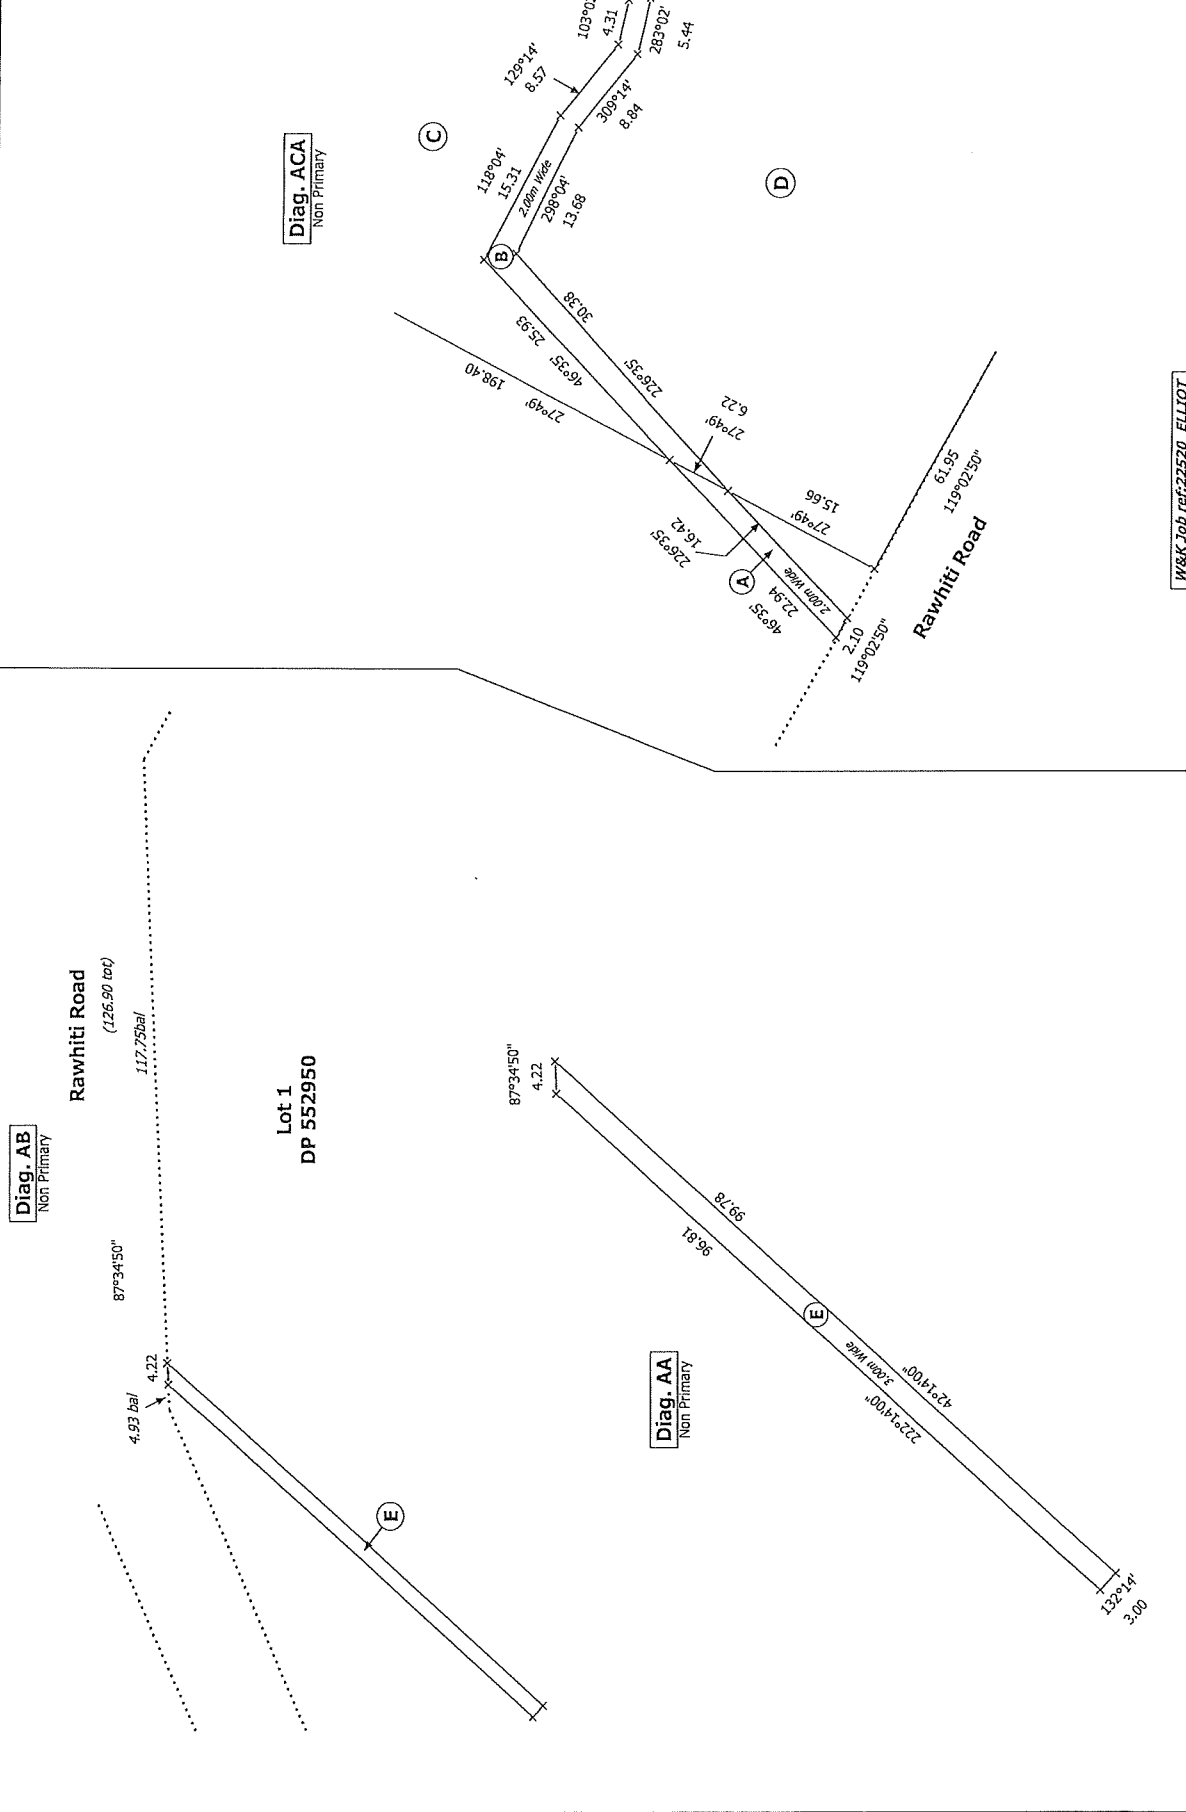 Diag. AB
Non Primary
Rawhiti Road
(126.90 tot)
117.75bal
87°34'50"
4.22
4.93 bal
E
Lot 1
DP 552950
Diag. AA
Non Primary
87°34'50"
4.22
96.81
99.78
E
3.00m Wide
222°14'00"
42°14'00"
132°14'
3.00
Diag. ACA
Non Primary
C
D
103°0
4.31
283°02'
5.44
129°14'
8.57
309°14'
8.84
118°04'
15.31
2.00m Wide
298°04'
13.68
B
25.93
46°35'
30.38
226°35'
198.40
27°49'
6.22
27°49'
15.66
27°49'
226°35'
16.42
A
2.00m Wide
22.94
46°35'
2.10
119°02'50"
61.95
119°02'50"
Rawhiti Road
W&K Job ref:22520 ELLIOT